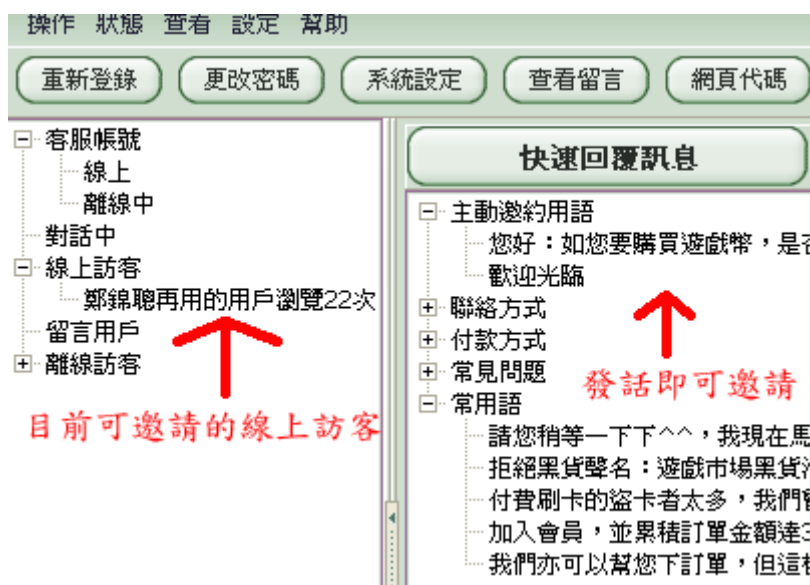 操作 狀態 查看 設定 幫助
重新登錄 更改密碼 系統設定 查看留言 網頁代碼
客服帳號
線上
離線中
對話中
線上訪客
鄭錦聰再用的用戶瀏覽22次
留言用戶
離線訪客
目前可邀請的線上訪客
快速回覆訊息
主動邀約用語
您好：如您要購買遊戲幣，是否
歡迎光臨
聯絡方式
付款方式
常見問題
發話即可邀請
常用語
請您稍等一下下^^，我現在馬
拒絕黑貨聲名：遊戲市場黑貨
付費刷卡的盜卡者太多，我們
加入會員，並累積訂單金額達
我們亦可以幫您下訂單，但這